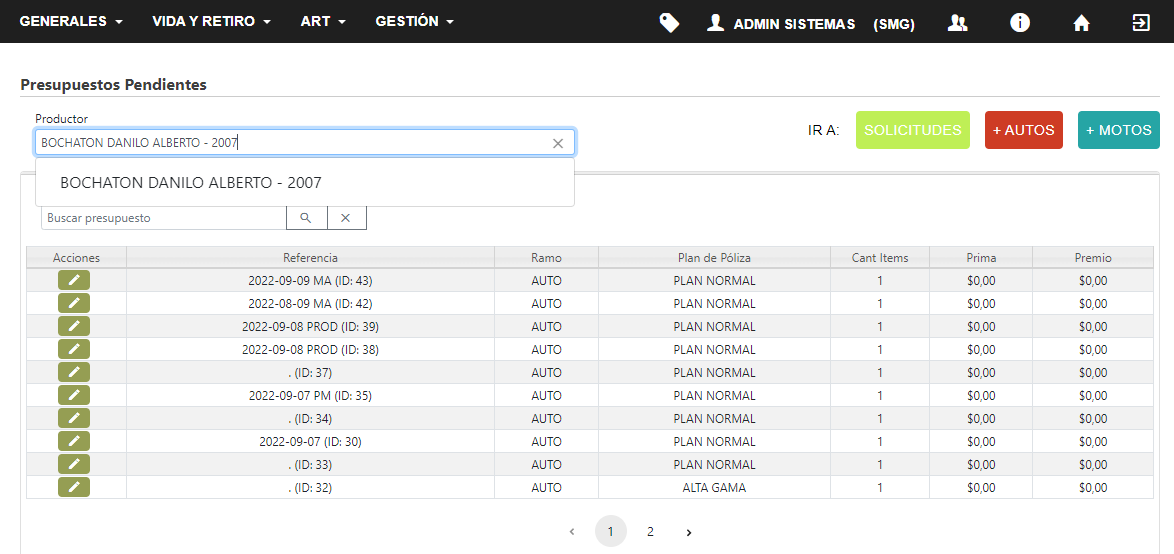 GENERALES VIDA Y RETIRO ART GESTIÓN ADMIN SISTEMAS (SMG)
Presupuestos Pendientes
Productor
BOCHATON DANILO ALBERTO - 2007
IR A: SOLICITUDES + AUTOS + MOTOS
BOCHATON DANILO ALBERTO - 2007
Buscar presupuesto
Acciones Referencia Ramo Plan de Póliza Cant Items Prima Premio
2022-09-09 MA (ID: 43) AUTO PLAN NORMAL 1 $0,00 $0,00
2022-08-09 MA (ID: 42) AUTO PLAN NORMAL 1 $0,00 $0,00
2022-09-08 PROD (ID: 39) AUTO PLAN NORMAL 1 $0,00 $0,00
2022-09-08 PROD (ID: 38) AUTO PLAN NORMAL 1 $0,00 $0,00
. (ID: 37) AUTO PLAN NORMAL 1 $0,00 $0,00
2022-09-07 PM (ID: 35) AUTO PLAN NORMAL 1 $0,00 $0,00
. (ID: 34) AUTO PLAN NORMAL 1 $0,00 $0,00
2022-09-07 (ID: 30) AUTO PLAN NORMAL 1 $0,00 $0,00
. (ID: 33) AUTO PLAN NORMAL 1 $0,00 $0,00
. (ID: 32) AUTO ALTA GAMA 1 $0,00 $0,00
‹ 1 2 ›